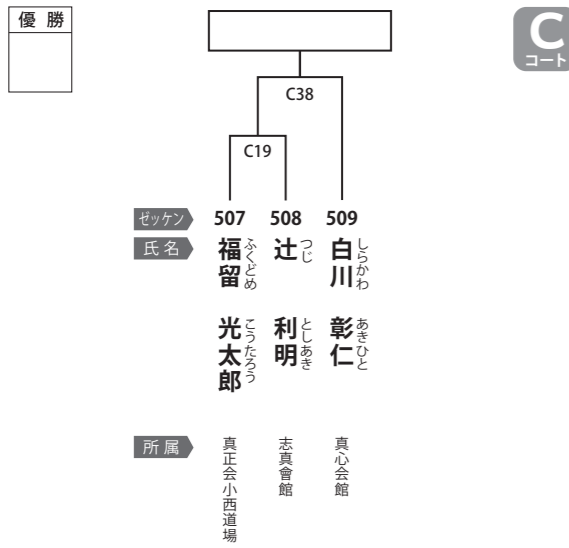 優 勝
C
コート
C38
C19
ゼッケン 507 508 509
氏 名
福留 光太郎
ふくどめ こうたろう
辻 利明
つじ としあき
白川 彰仁
しらかわ あきひと
所 属
真正会小西道場
志真會館
真心会館